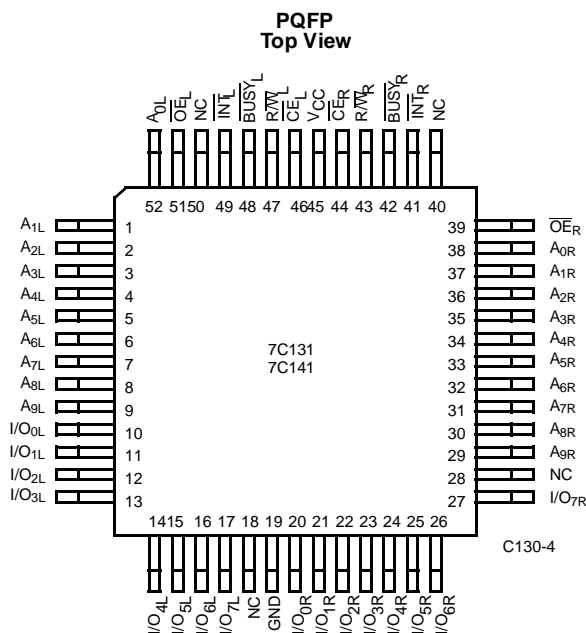 PQFP
Top View
A0L
OEL
NC
INTL
BUSYL
R/WL
CEL
VCC
CER
R/WR
BUSYR
INTR
NC
52 51 50 49 48 47 46 45 44 43 42 41 40
A1L 1
A2L 2
A3L 3
A4L 4
A5L 5
A6L 6
A7L 7
A8L 8
A9L 9
I/O0L 10
I/O1L 11
I/O2L 12
I/O3L 13
7C131
7C141
39 OER
38 A0R
37 A1R
36 A2R
35 A3R
34 A4R
33 A5R
32 A6R
31 A7R
30 A8R
29 A9R
28 NC
27 I/O7R
14 15 16 17 18 19 20 21 22 23 24 25 26
I/O4L
I/O5L
I/O6L
I/O7L
NC
GND
I/O0R
I/O1R
I/O2R
I/O3R
I/O4R
I/O5R
I/O6R
C130-4